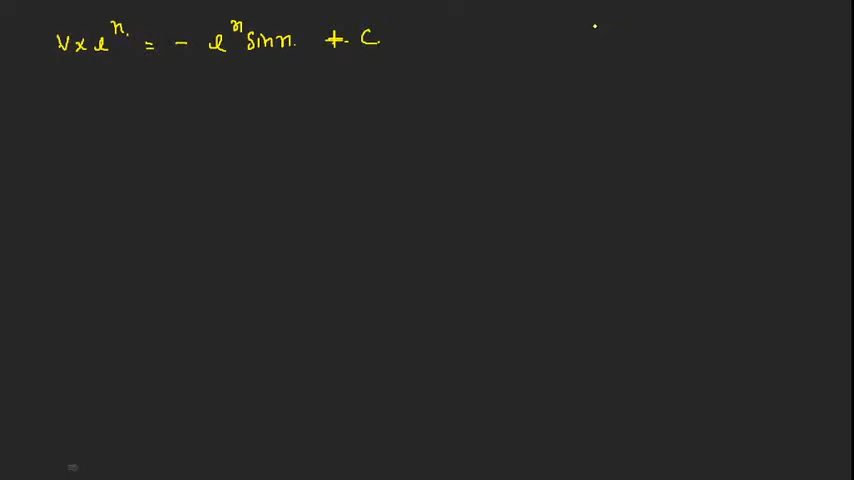 v × e^x = - e^x sin x + C